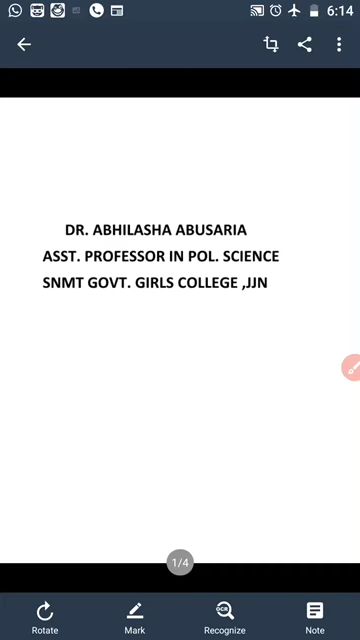 6:14
DR. ABHILASHA ABUSARIA
ASST. PROFESSOR IN POL. SCIENCE
SNMT GOVT. GIRLS COLLEGE ,JJN
1/4
OCR
Rotate Mark Recognize Note